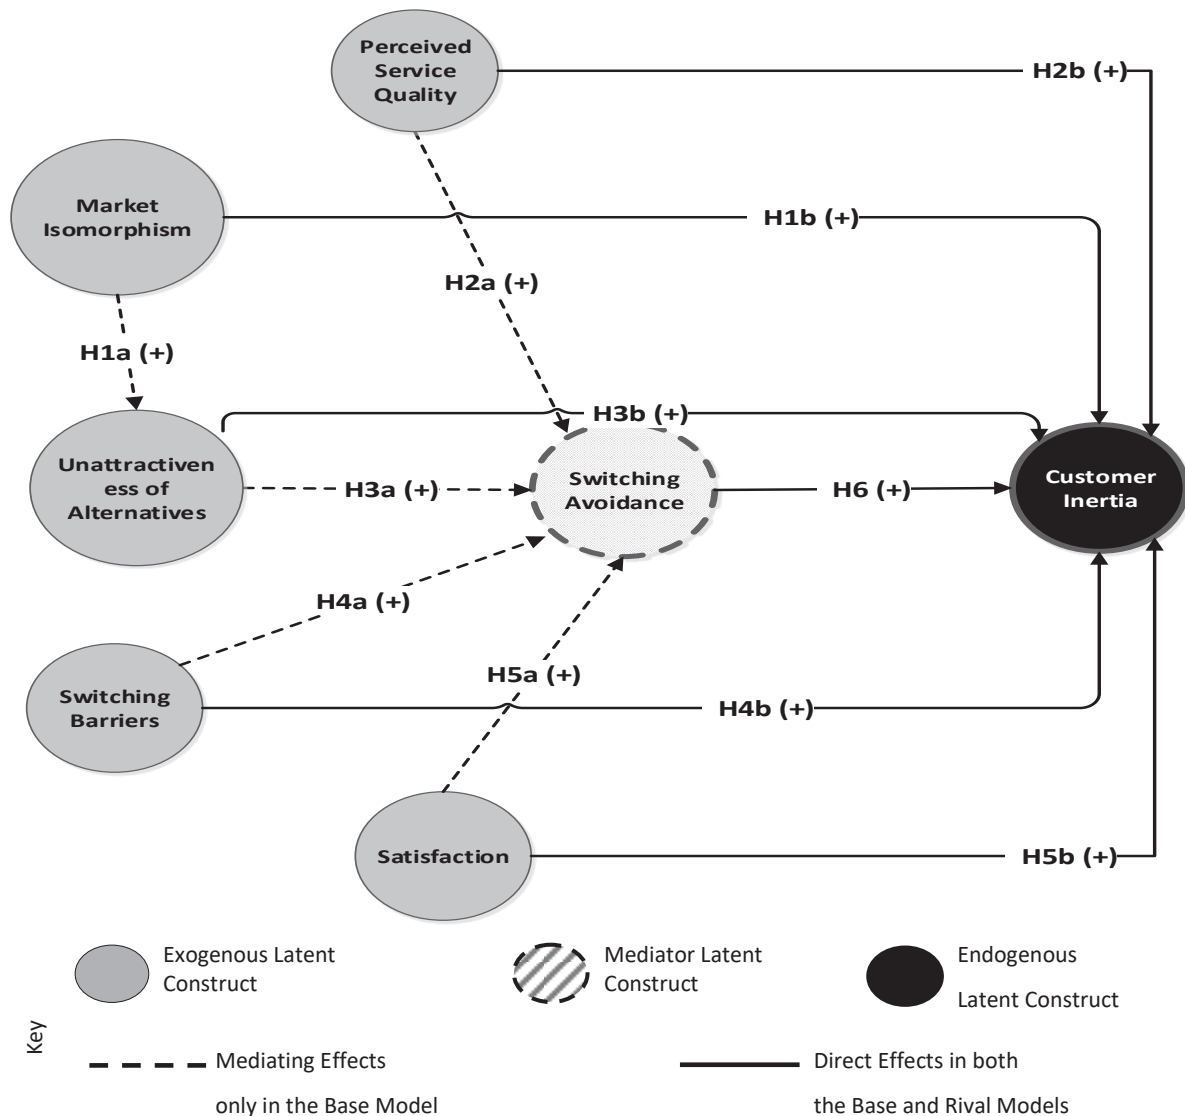 Perceived
Service
Quality
H2b (+)
Market
Isomorphism
H1b (+)
H2a (+)
H1a (+)
H3b (+)
Unattractiven
ess of
Alternatives
H3a (+)
Switching
Avoidance
H6 (+)
Customer
Inertia
H4a (+)
H5a (+)
Switching
Barriers
H4b (+)
Satisfaction
H5b (+)
Exogenous Latent
Construct
Mediator Latent
Construct
Endogenous
Latent Construct
Key
Mediating Effects
only in the Base Model
Direct Effects in both
the Base and Rival Models